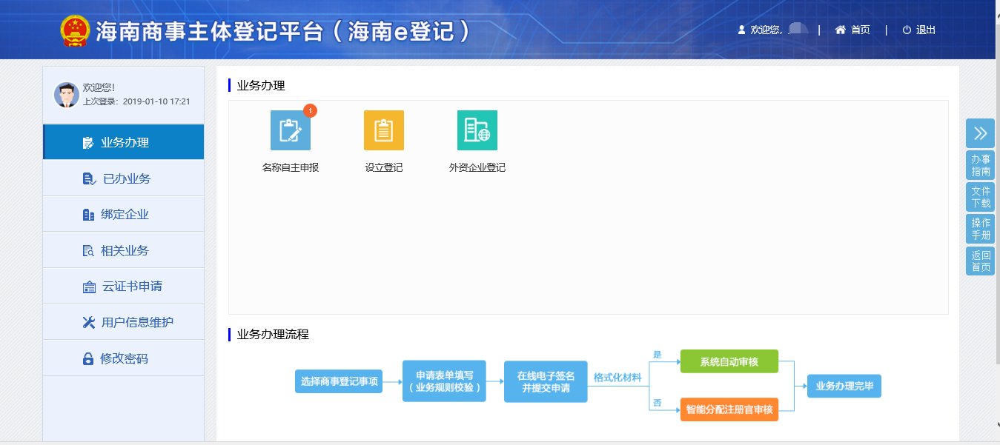 海南商事主体登记平台（海南e登记）
欢迎您,
|
首页
|
退出
欢迎您!
上次登录：2019-01-10 17:21
业务办理
已办业务
绑定企业
相关业务
云证书申请
用户信息维护
修改密码
业务办理
1
名称自主申报
设立登记
外资企业登记
办事
指南
文件
下载
操作
手册
返回
首页
业务办理流程
选择商事登记事项
申请表单填写
（业务规则校验）
在线电子签名
并提交申请
格式化材料
是
系统自动审核
否
智能分配注册官审核
业务办理完毕